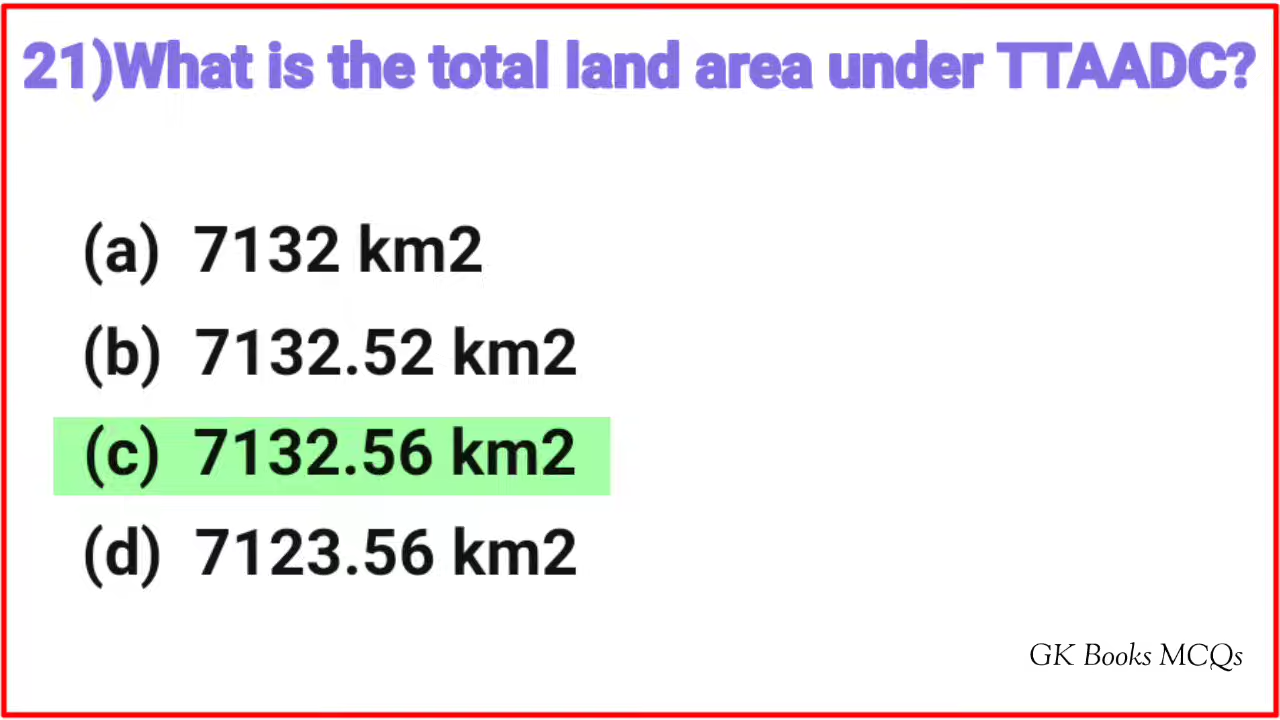 21)What is the total land area under TTAADC?
(a) 7132 km2
(b) 7132.52 km2
(c) 7132.56 km2
(d) 7123.56 km2
GK Books MCQs